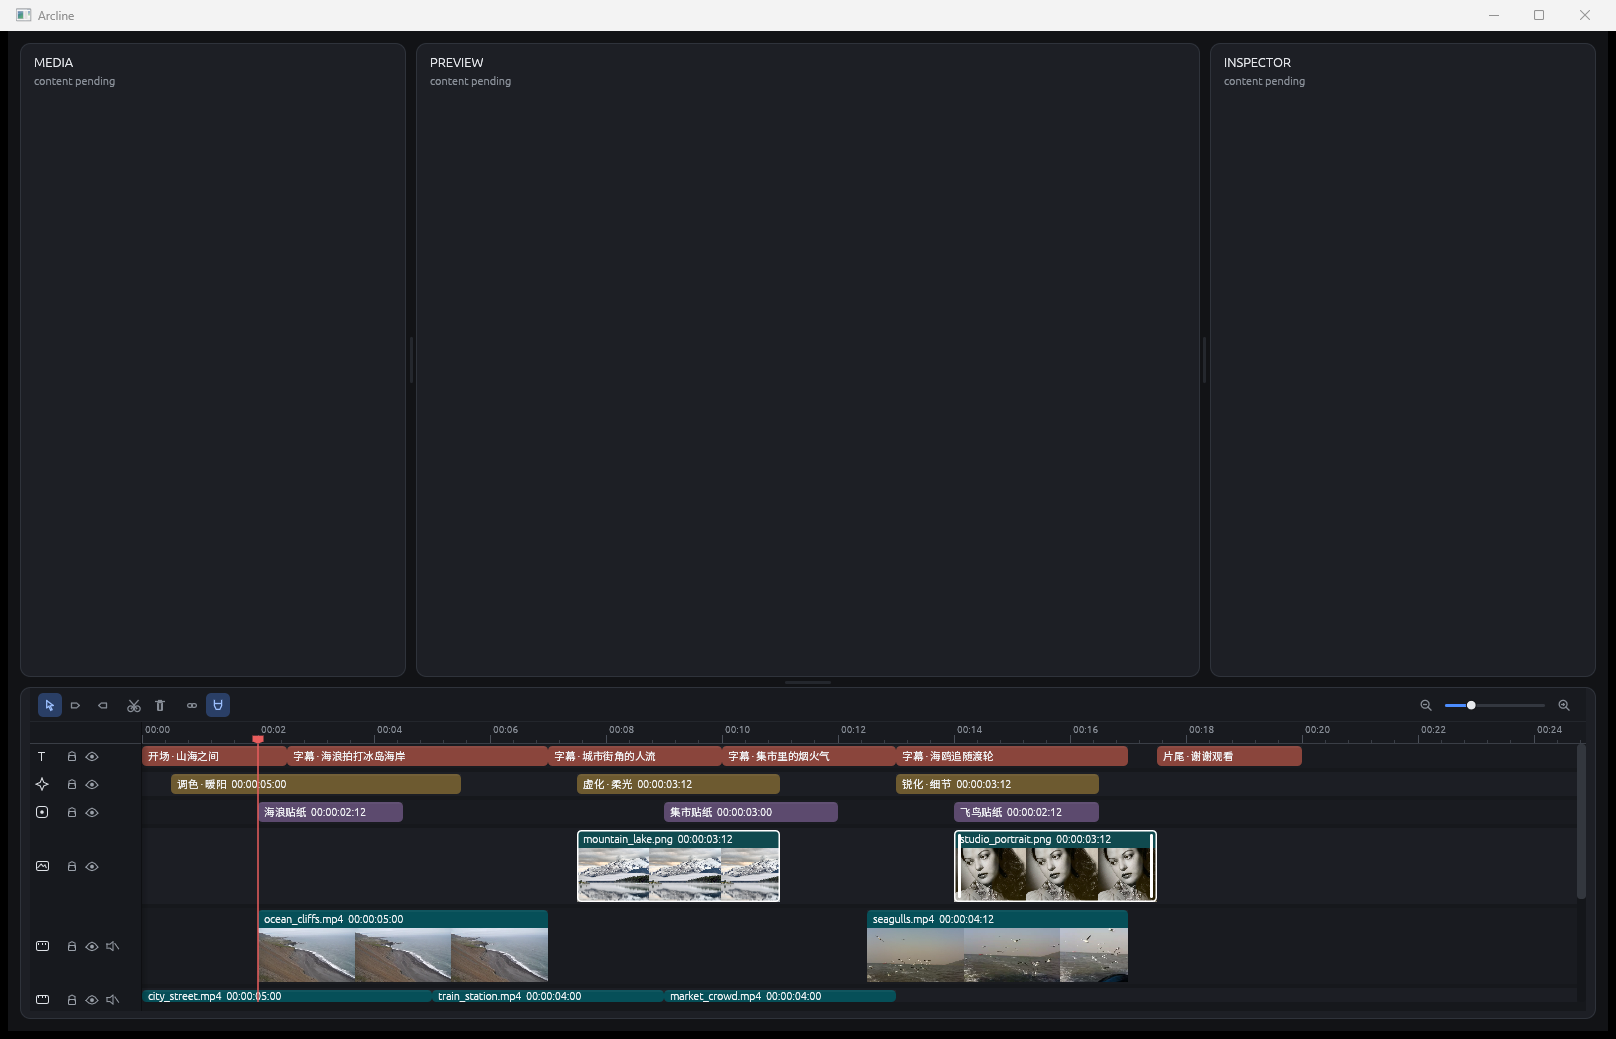 Arcline
MEDIA
content pending
PREVIEW
content pending
INSPECTOR
content pending
00:00 00:02 00:04 00:06 00:08 00:10 00:12 00:14 00:16 00:18 00:20 00:22 00:24
T
开场·山海之间 字幕·海浪拍打冰岛海岸 字幕·城市街角的人流 字幕·集市里的烟火气 字幕·海鸥追随渡轮 片尾·谢谢观看
调色·暖阳 00:00:05:00 虚化·柔光 00:00:03:12 锐化·细节 00:00:03:12
海浪贴纸 00:00:02:12 集市贴纸 00:00:03:00 飞鸟贴纸 00:00:02:12
mountain_lake.png 00:00:03:12 studio_portrait.png 00:00:03:12
ocean_cliffs.mp4 00:00:05:00 seagulls.mp4 00:00:04:12
city_street.mp4 00:00:05:00 train_station.mp4 00:00:04:00 market_crowd.mp4 00:00:04:00